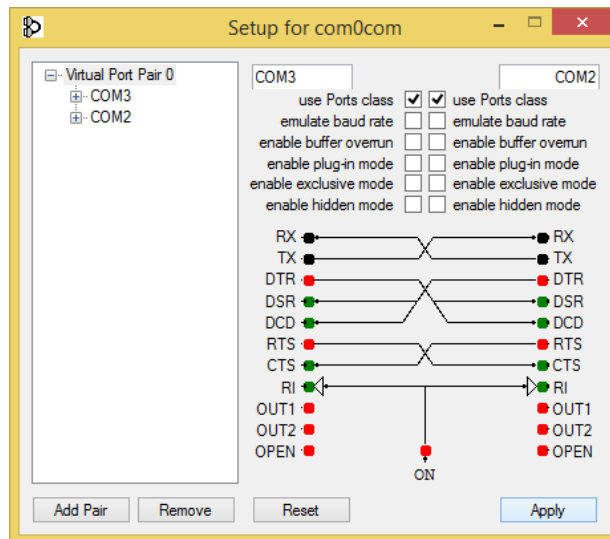 Setup for com0com
Virtual Port Pair 0
COM3
COM2
COM3 COM2
use Ports class use Ports class
emulate baud rate emulate baud rate
enable buffer overrun enable buffer overrun
enable plug-in mode enable plug-in mode
enable exclusive mode enable exclusive mode
enable hidden mode enable hidden mode
RX RX
TX TX
DTR DTR
DSR DSR
DCD DCD
RTS RTS
CTS CTS
RI RI
OUT1 OUT1
OUT2 OUT2
OPEN OPEN
ON
Add Pair Remove Reset Apply